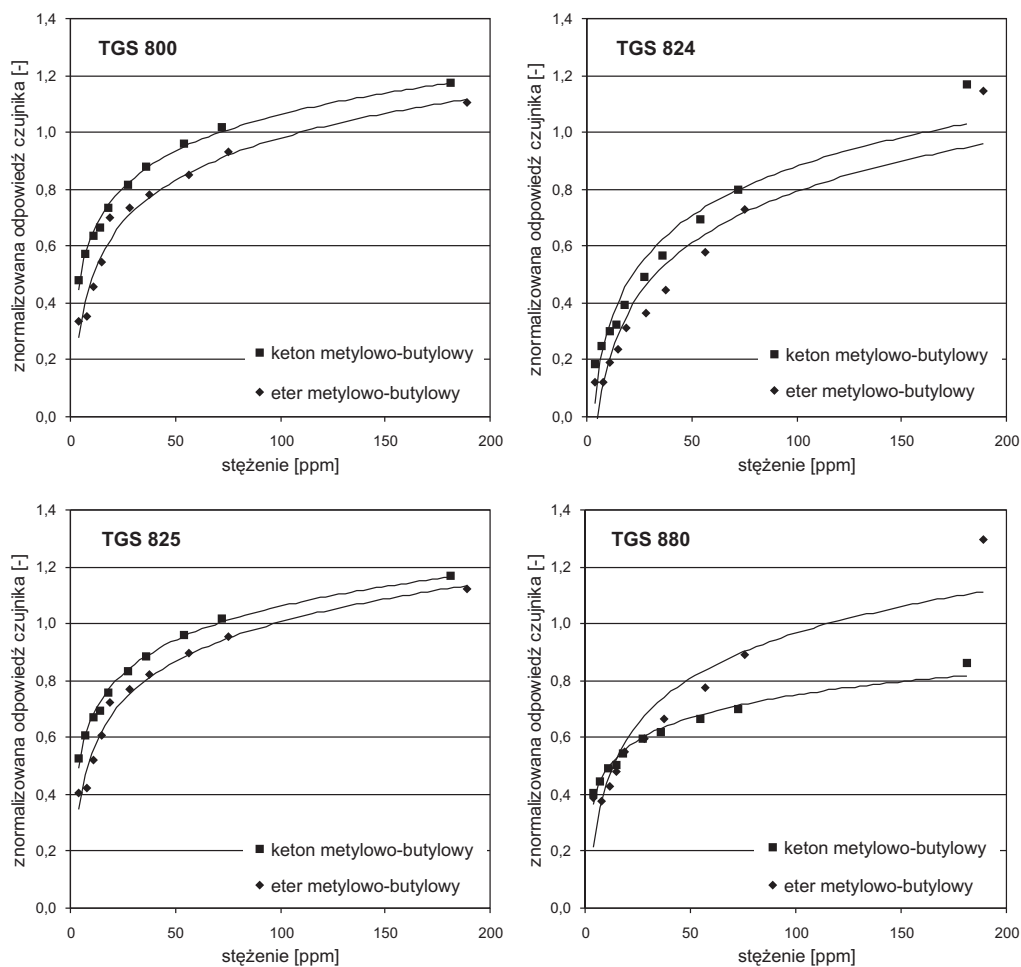 TGS 800
znormalizowana odpowiedź czujnika [-]
1,4
1,2
1,0
0,8
0,6
0,4
0,2
0,0
keton metylowo-butylowy
eter metylowo-butylowy
0 50 100 150 200
stężenie [ppm]
TGS 824
znormalizowana odpowiedź czujnika [-]
1,4
1,2
1,0
0,8
0,6
0,4
0,2
0,0
keton metylowo-butylowy
eter metylowo-butylowy
0 50 100 150 200
stężenie [ppm]
TGS 825
znormalizowana odpowiedź czujnika [-]
1,4
1,2
1,0
0,8
0,6
0,4
0,2
0,0
keton metylowo-butylowy
eter metylowo-butylowy
0 50 100 150 200
stężenie [ppm]
TGS 880
znormalizowana odpowiedź czujnika [-]
1,4
1,2
1,0
0,8
0,6
0,4
0,2
0,0
keton metylowo-butylowy
eter metylowo-butylowy
0 50 100 150 200
stężenie [ppm]